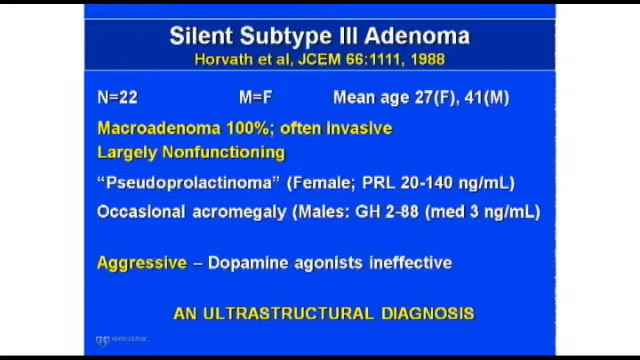 Silent Subtype III Adenoma
Horvath et al, JCEM 66:1111, 1988
N=22 M=F Mean age 27(F), 41(M)
Macroadenoma 100%; often invasive
Largely Nonfunctioning
“Pseudoprolactinoma” (Female; PRL 20-140 ng/mL)
Occasional acromegaly (Males: GH 2-88 (med 3 ng/mL)
Aggressive – Dopamine agonists ineffective
AN ULTRASTRUCTURAL DIAGNOSIS
MAYO CLINIC